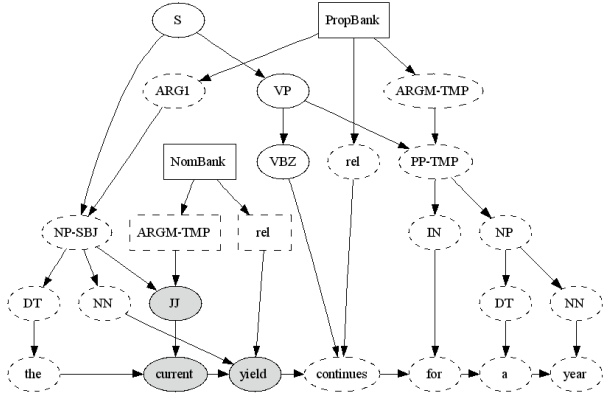 S PropBank
ARG1 VP ARGM-TMP
NomBank VBZ rel PP-TMP
NP-SBJ ARGM-TMP rel IN NP
DT NN JJ DT NN
the current yield continues for a year